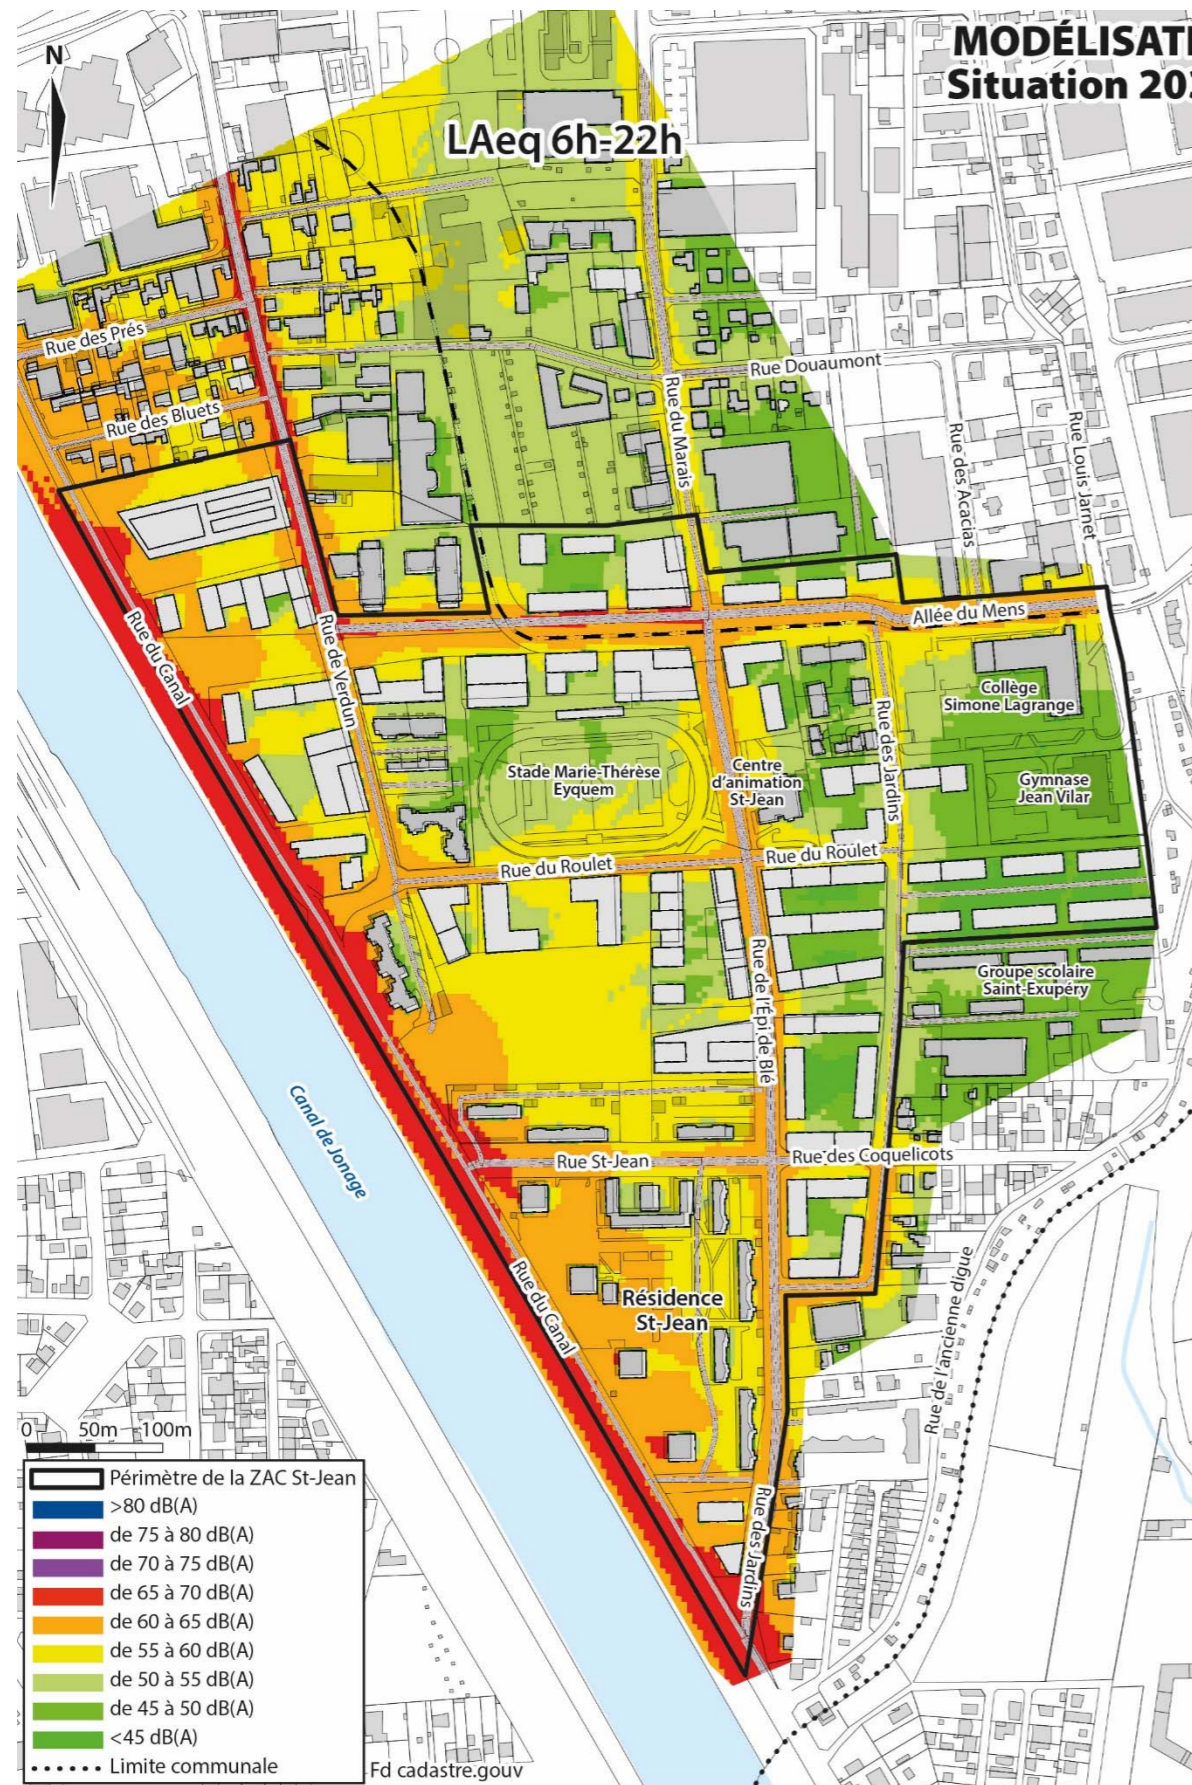 MODÉLISATI
Situation 20
N
LAeq 6h-22h
Rue des Prés
Rue des Bluets
Rue Douaumont
Rue du Marais
Rue des Acacias
Rue Louis Jarnet
Allée du Mens
Rue du Canal
Rue de Verdun
Collège
Simone Lagrange
Rue des Jardins
Stade Marie-Thérèse
Eyquem
Centre
d'animation
St-Jean
Gymnase
Jean Vilar
Rue du Roulet
Rue du Roulet
Rue de l'Épi de Blé
Groupe scolaire
Saint-Exupéry
Canal de Jonage
Rue St-Jean
Rue des Coquelicots
Rue du Canal
Résidence
St-Jean
Rue de l'ancienne digue
Rue des Jardins
0 50m 100m
Périmètre de la ZAC St-Jean
>80 dB(A)
de 75 à 80 dB(A)
de 70 à 75 dB(A)
de 65 à 70 dB(A)
de 60 à 65 dB(A)
de 55 à 60 dB(A)
de 50 à 55 dB(A)
de 45 à 50 dB(A)
<45 dB(A)
Limite communale
Fd cadastre.gouv